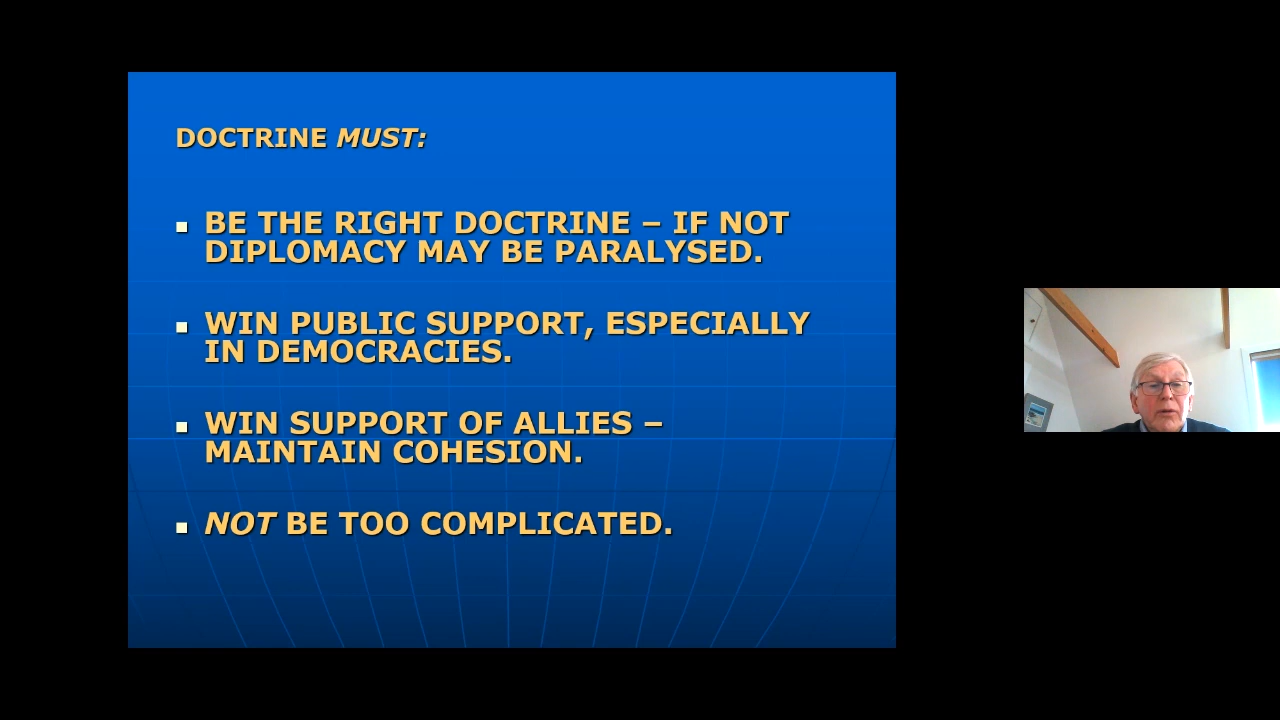 DOCTRINE MUST:
BE THE RIGHT DOCTRINE – IF NOT
DIPLOMACY MAY BE PARALYSED.
WIN PUBLIC SUPPORT, ESPECIALLY
IN DEMOCRACIES.
WIN SUPPORT OF ALLIES –
MAINTAIN COHESION.
NOT BE TOO COMPLICATED.